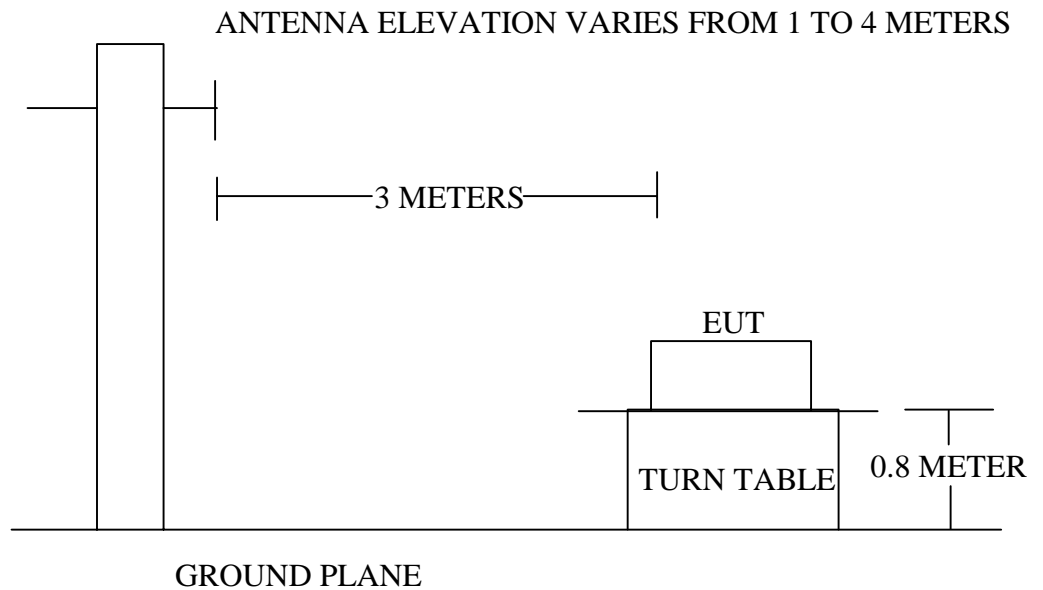 ANTENNA ELEVATION VARIES FROM 1 TO 4 METERS
3 METERS
EUT
TURN TABLE
0.8 METER
GROUND PLANE